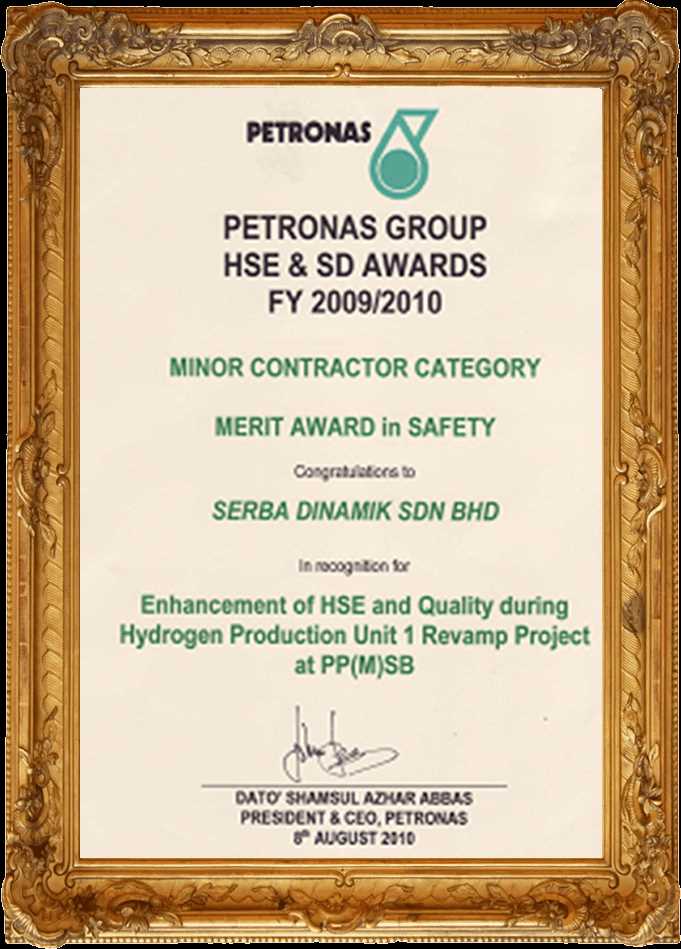 PETRONAS
PETRONAS GROUP
HSE & SD AWARDS
FY 2009/2010
MINOR CONTRACTOR CATEGORY
MERIT AWARD in SAFETY
Congratulations to
SERBA DINAMIK SDN BHD
In recognition for
Enhancement of HSE and Quality during
Hydrogen Production Unit 1 Revamp Project
at PP(M)SB
DATO' SHAMSUL AZHAR ABBAS
PRESIDENT & CEO, PETRONAS
8th AUGUST 2010